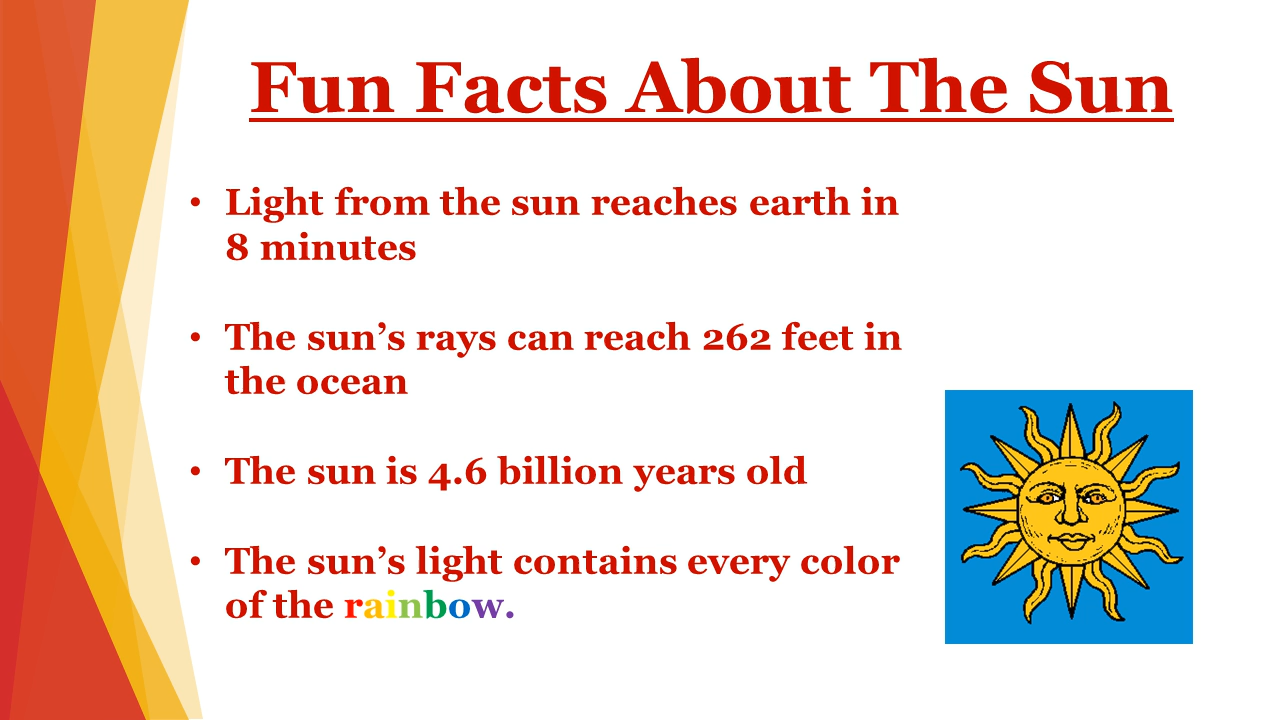 Fun Facts About The Sun
• Light from the sun reaches earth in
8 minutes
• The sun’s rays can reach 262 feet in
the ocean
• The sun is 4.6 billion years old
• The sun’s light contains every color
of the rainbow.